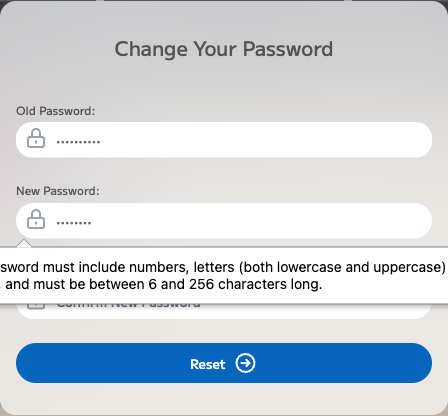 Change Your Password
Old Password:
••••••••••
New Password:
••••••••
sword must include numbers, letters (both lowercase and uppercase)
, and must be between 6 and 256 characters long.
Confirm New Password
Reset